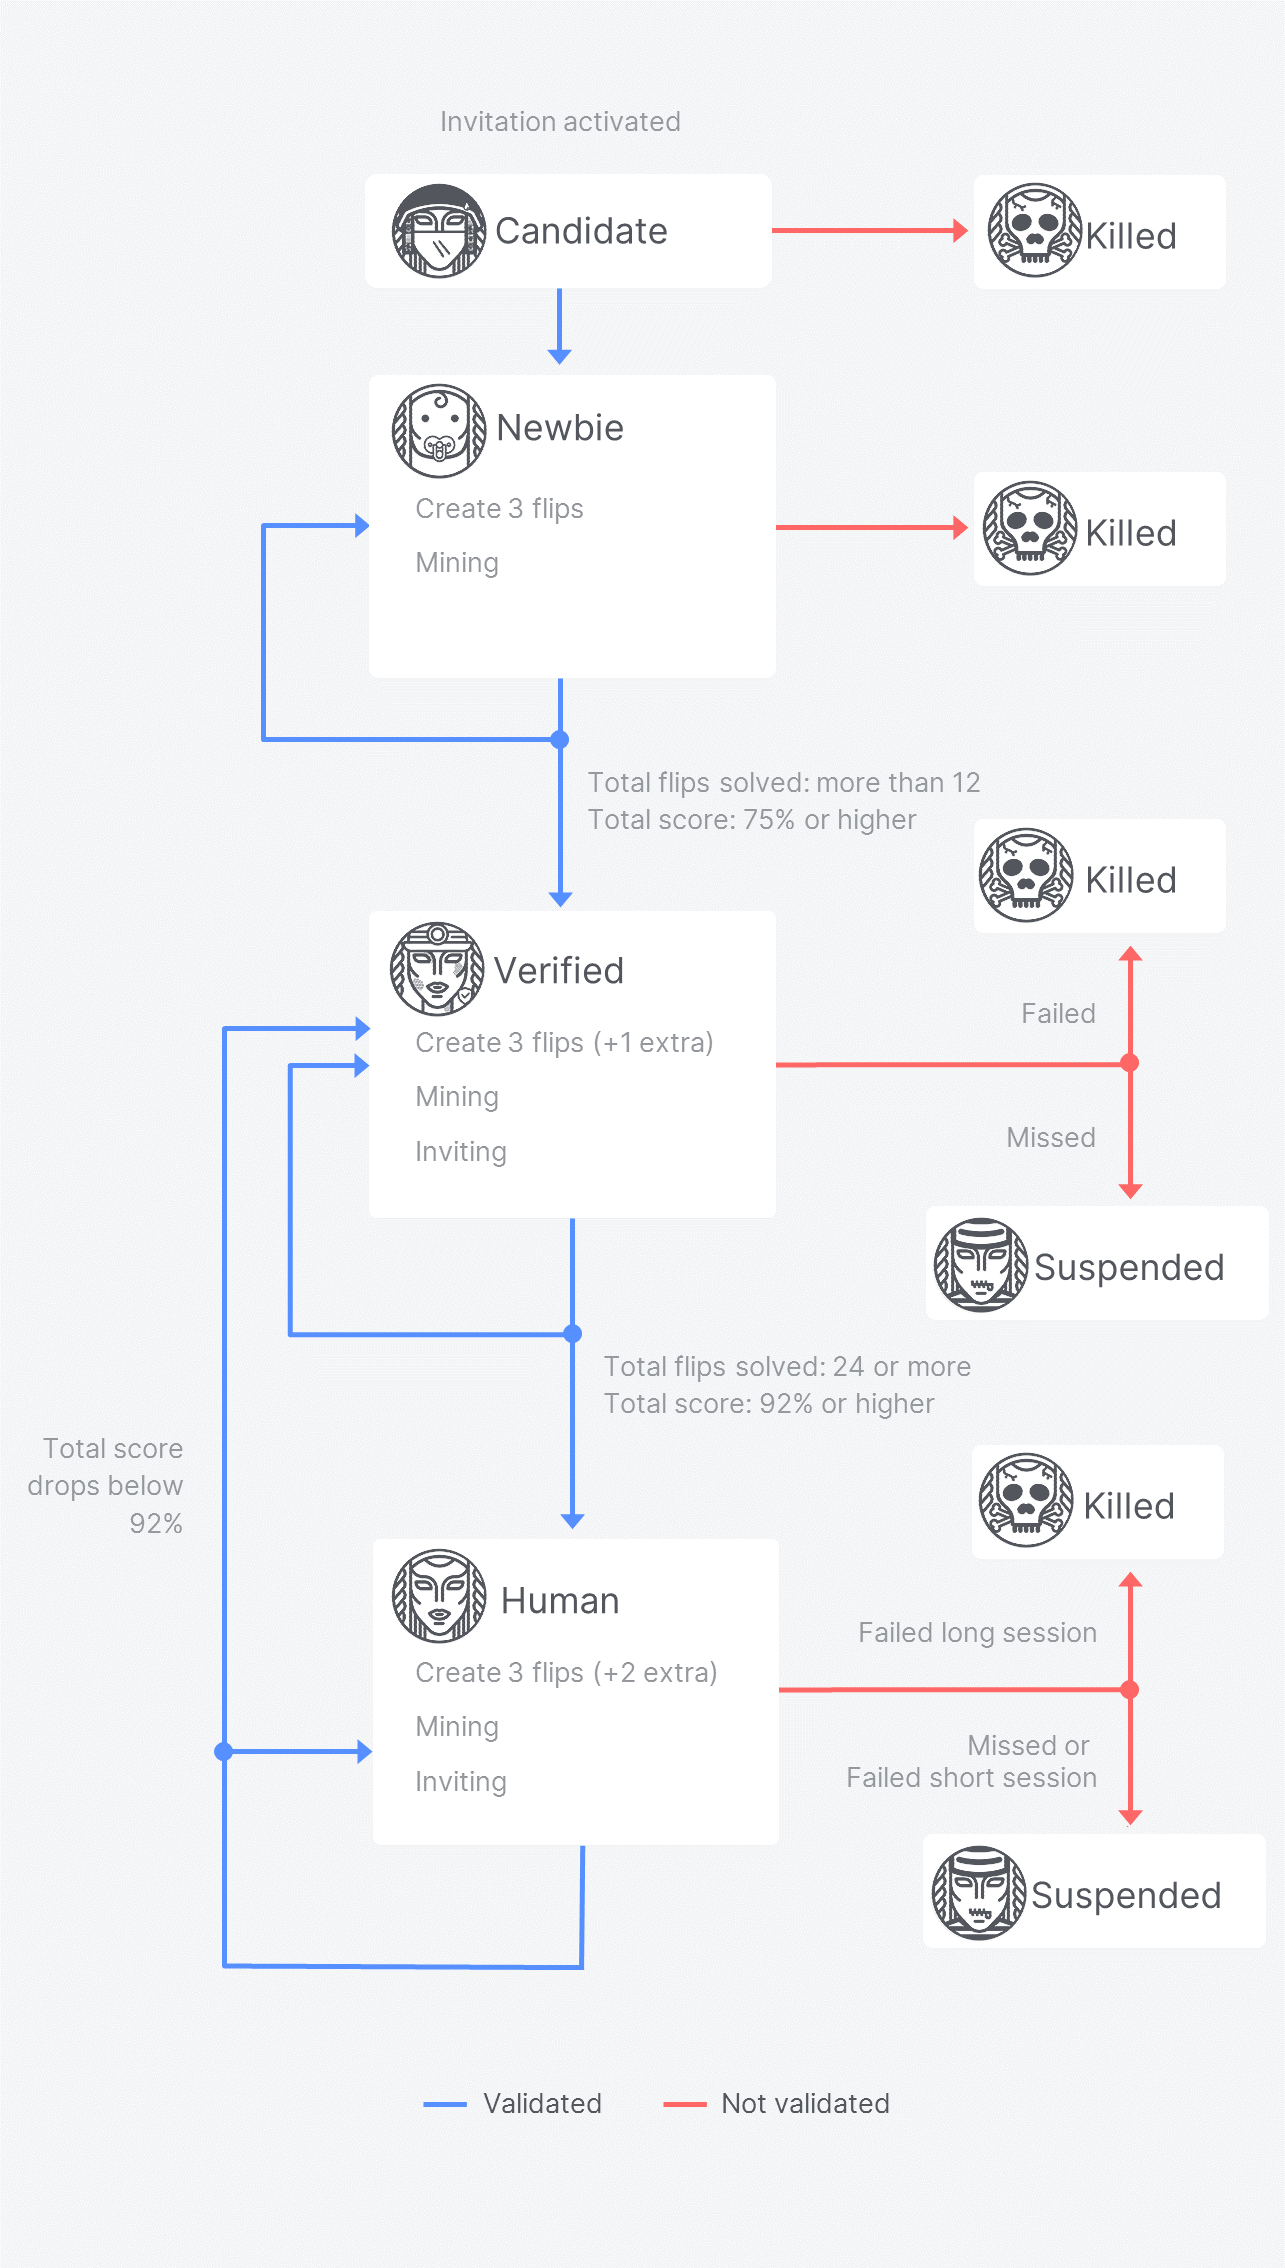 Invitation activated
Candidate
Killed
Newbie
Create 3 flips
Mining
Killed
Total flips solved: more than 12
Total score: 75% or higher
Killed
Verified
Create 3 flips (+1 extra)
Mining
Inviting
Failed
Missed
Suspended
Total flips solved: 24 or more
Total score: 92% or higher
Total score
drops below
92%
Killed
Human
Create 3 flips (+2 extra)
Mining
Inviting
Failed long session
Missed or
Failed short session
Suspended
Validated
Not validated